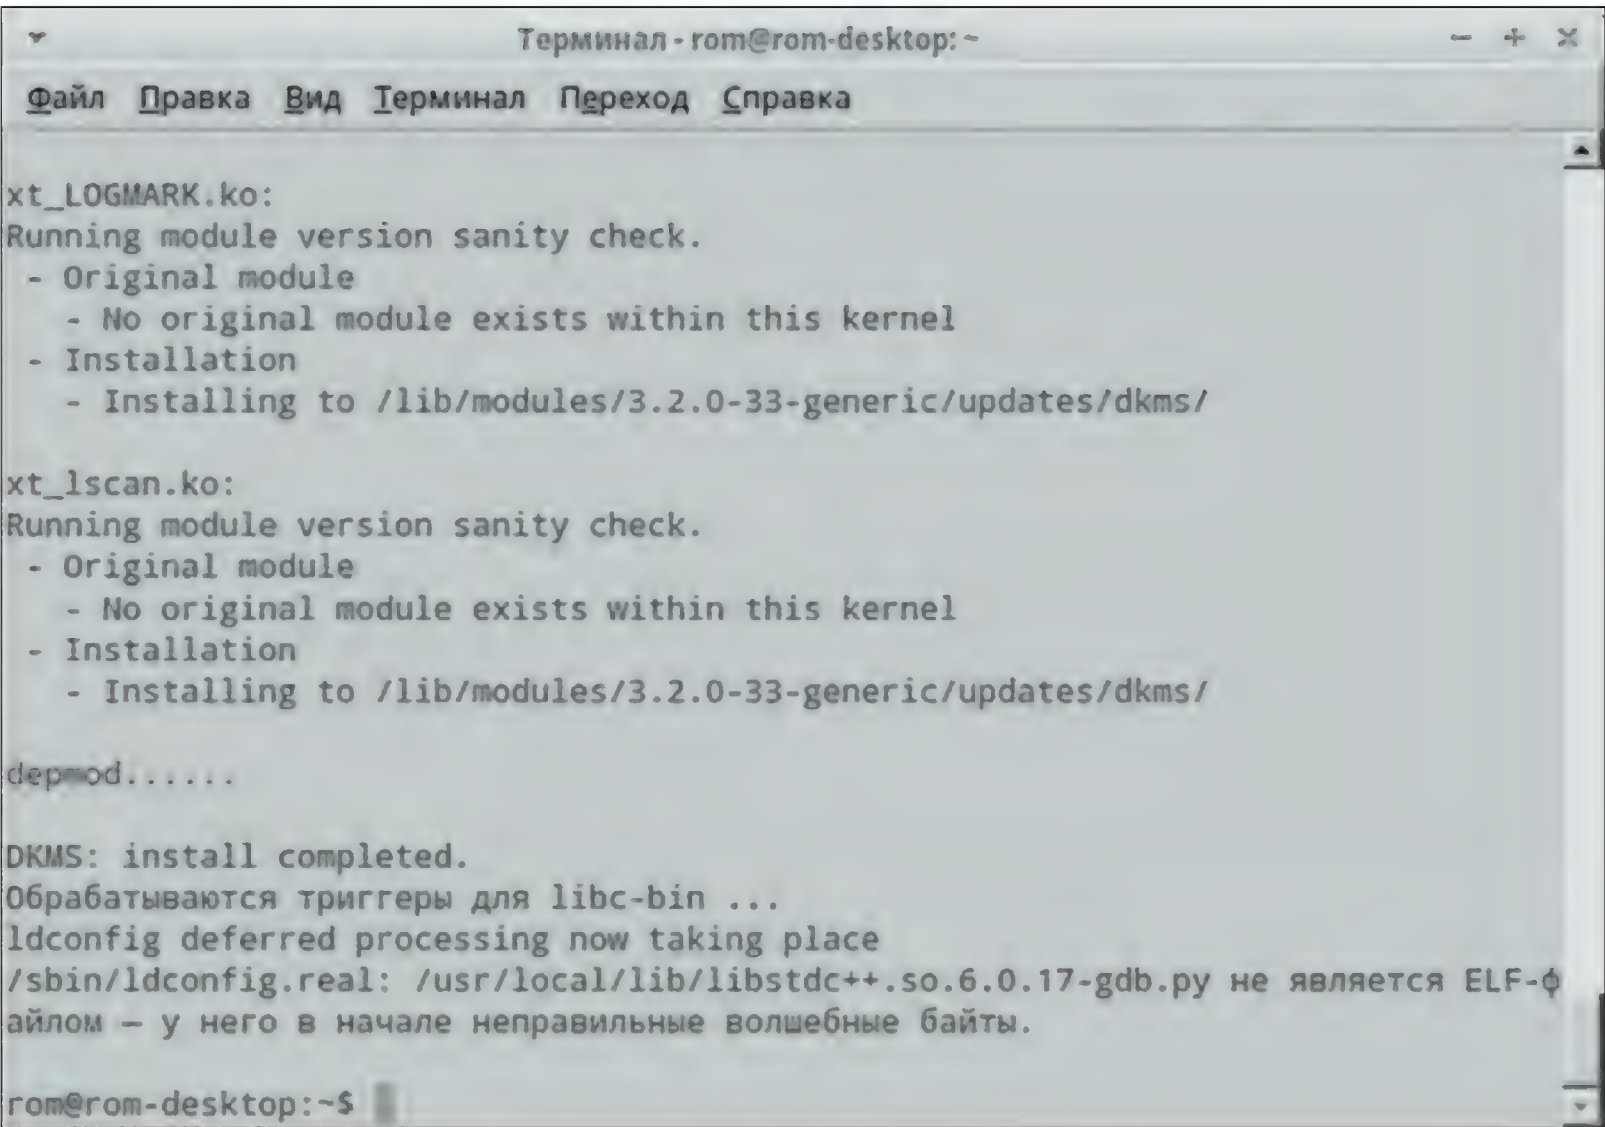 Терминал - rom@rom-desktop: ~
Файл Правка Вид Терминал Переход Справка
xt_LOGMARK.ko:
Running module version sanity check.
- Original module
- No original module exists within this kernel
- Installation
- Installing to /lib/modules/3.2.0-33-generic/updates/dkms/
xt_lscan.ko:
Running module version sanity check.
- Original module
- No original module exists within this kernel
- Installation
- Installing to /lib/modules/3.2.0-33-generic/updates/dkms/
depmod......
DKMS: install completed.
Обрабатываются триггеры для libc-bin ...
ldconfig deferred processing now taking place
/sbin/ldconfig.real: /usr/local/lib/libstdc++.so.6.0.17-gdb.py не является ELF-ф
айлом – у него в начале неправильные волшебные байты.
rom@rom-desktop:~$